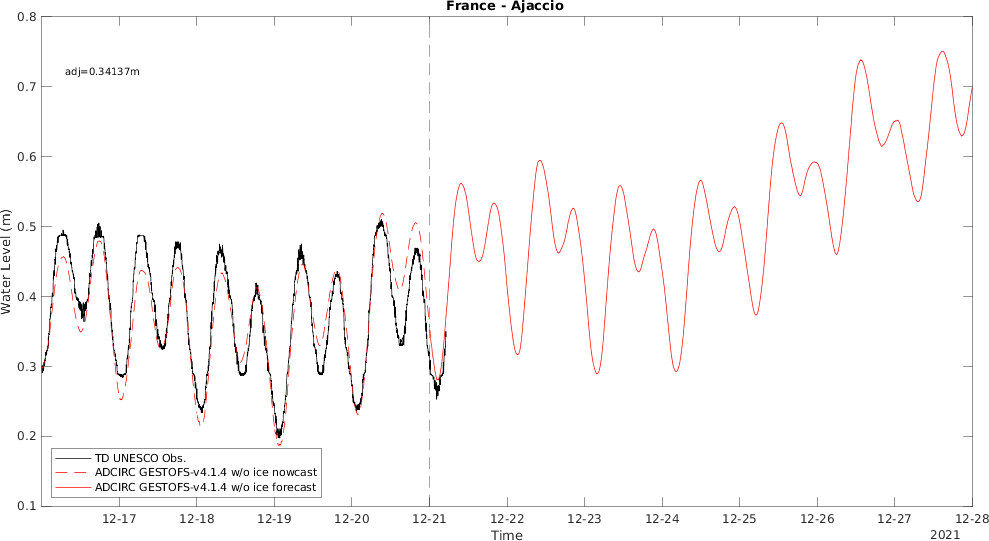 France - Ajaccio
0.8
adj=0.34137m
0.7
0.6
0.5
Water Level (m)
0.4
0.3
0.2
0.1
TD UNESCO Obs.
ADCIRC GESTOFS-v4.1.4 w/o ice nowcast
ADCIRC GESTOFS-v4.1.4 w/o ice forecast
12-17 12-18 12-19 12-20 12-21 12-22 12-23 12-24 12-25 12-26 12-27 12-28
Time
2021